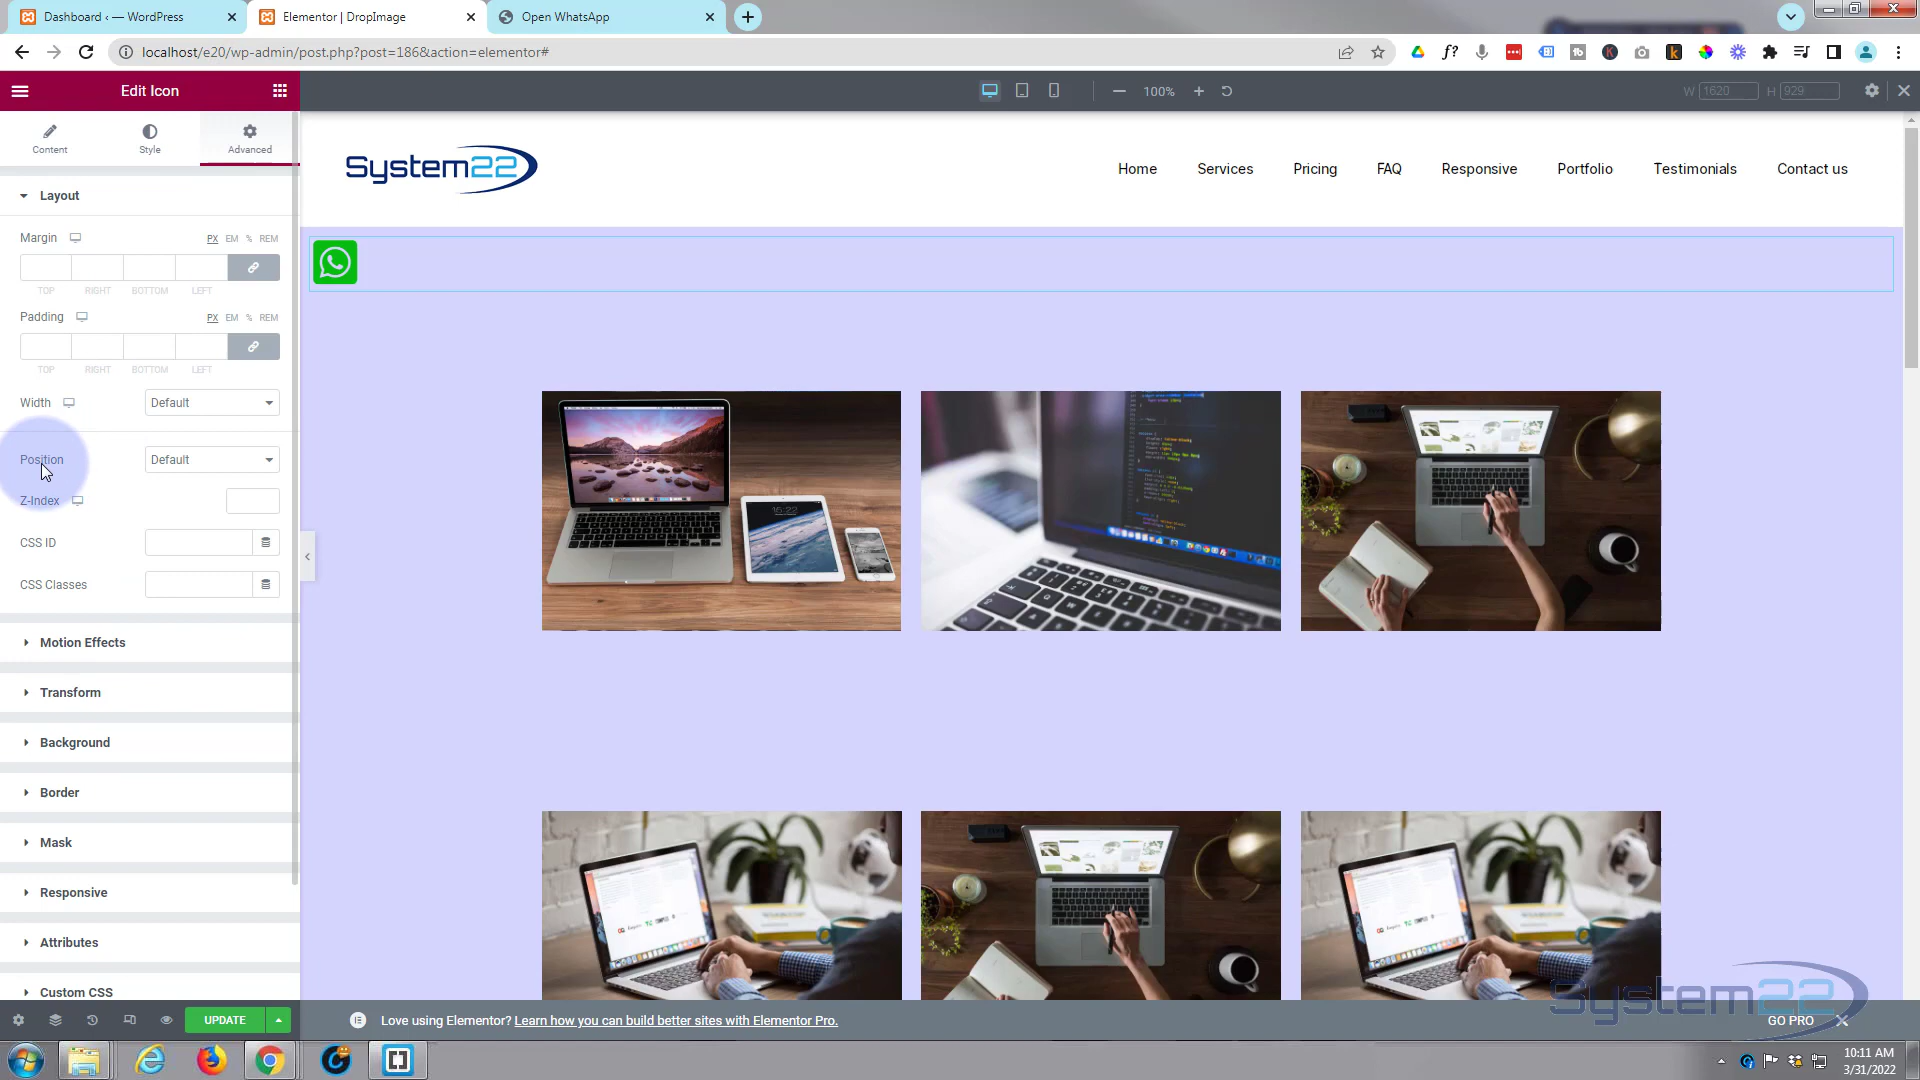 Dashboard ‹ — WordPress
Elementor | DropImage
Open WhatsApp
localhost/e20/wp-admin/post.php?post=186&action=elementor#
Edit Icon
100%
W 1620 H 929
Content Style Advanced
System22
Home Services Pricing FAQ Responsive Portfolio Testimonials Contact us
Layout
Margin PX EM % REM
TOP RIGHT BOTTOM LEFT
Padding PX EM % REM
TOP RIGHT BOTTOM LEFT
Width Default
Position Default
Z-Index
CSS ID
CSS Classes
Motion Effects
Transform
Background
Border
Mask
Responsive
Attributes
Custom CSS
UPDATE
Love using Elementor? Learn how you can build better sites with Elementor Pro.
GO PRO
System22
10:11 AM
3/31/2022